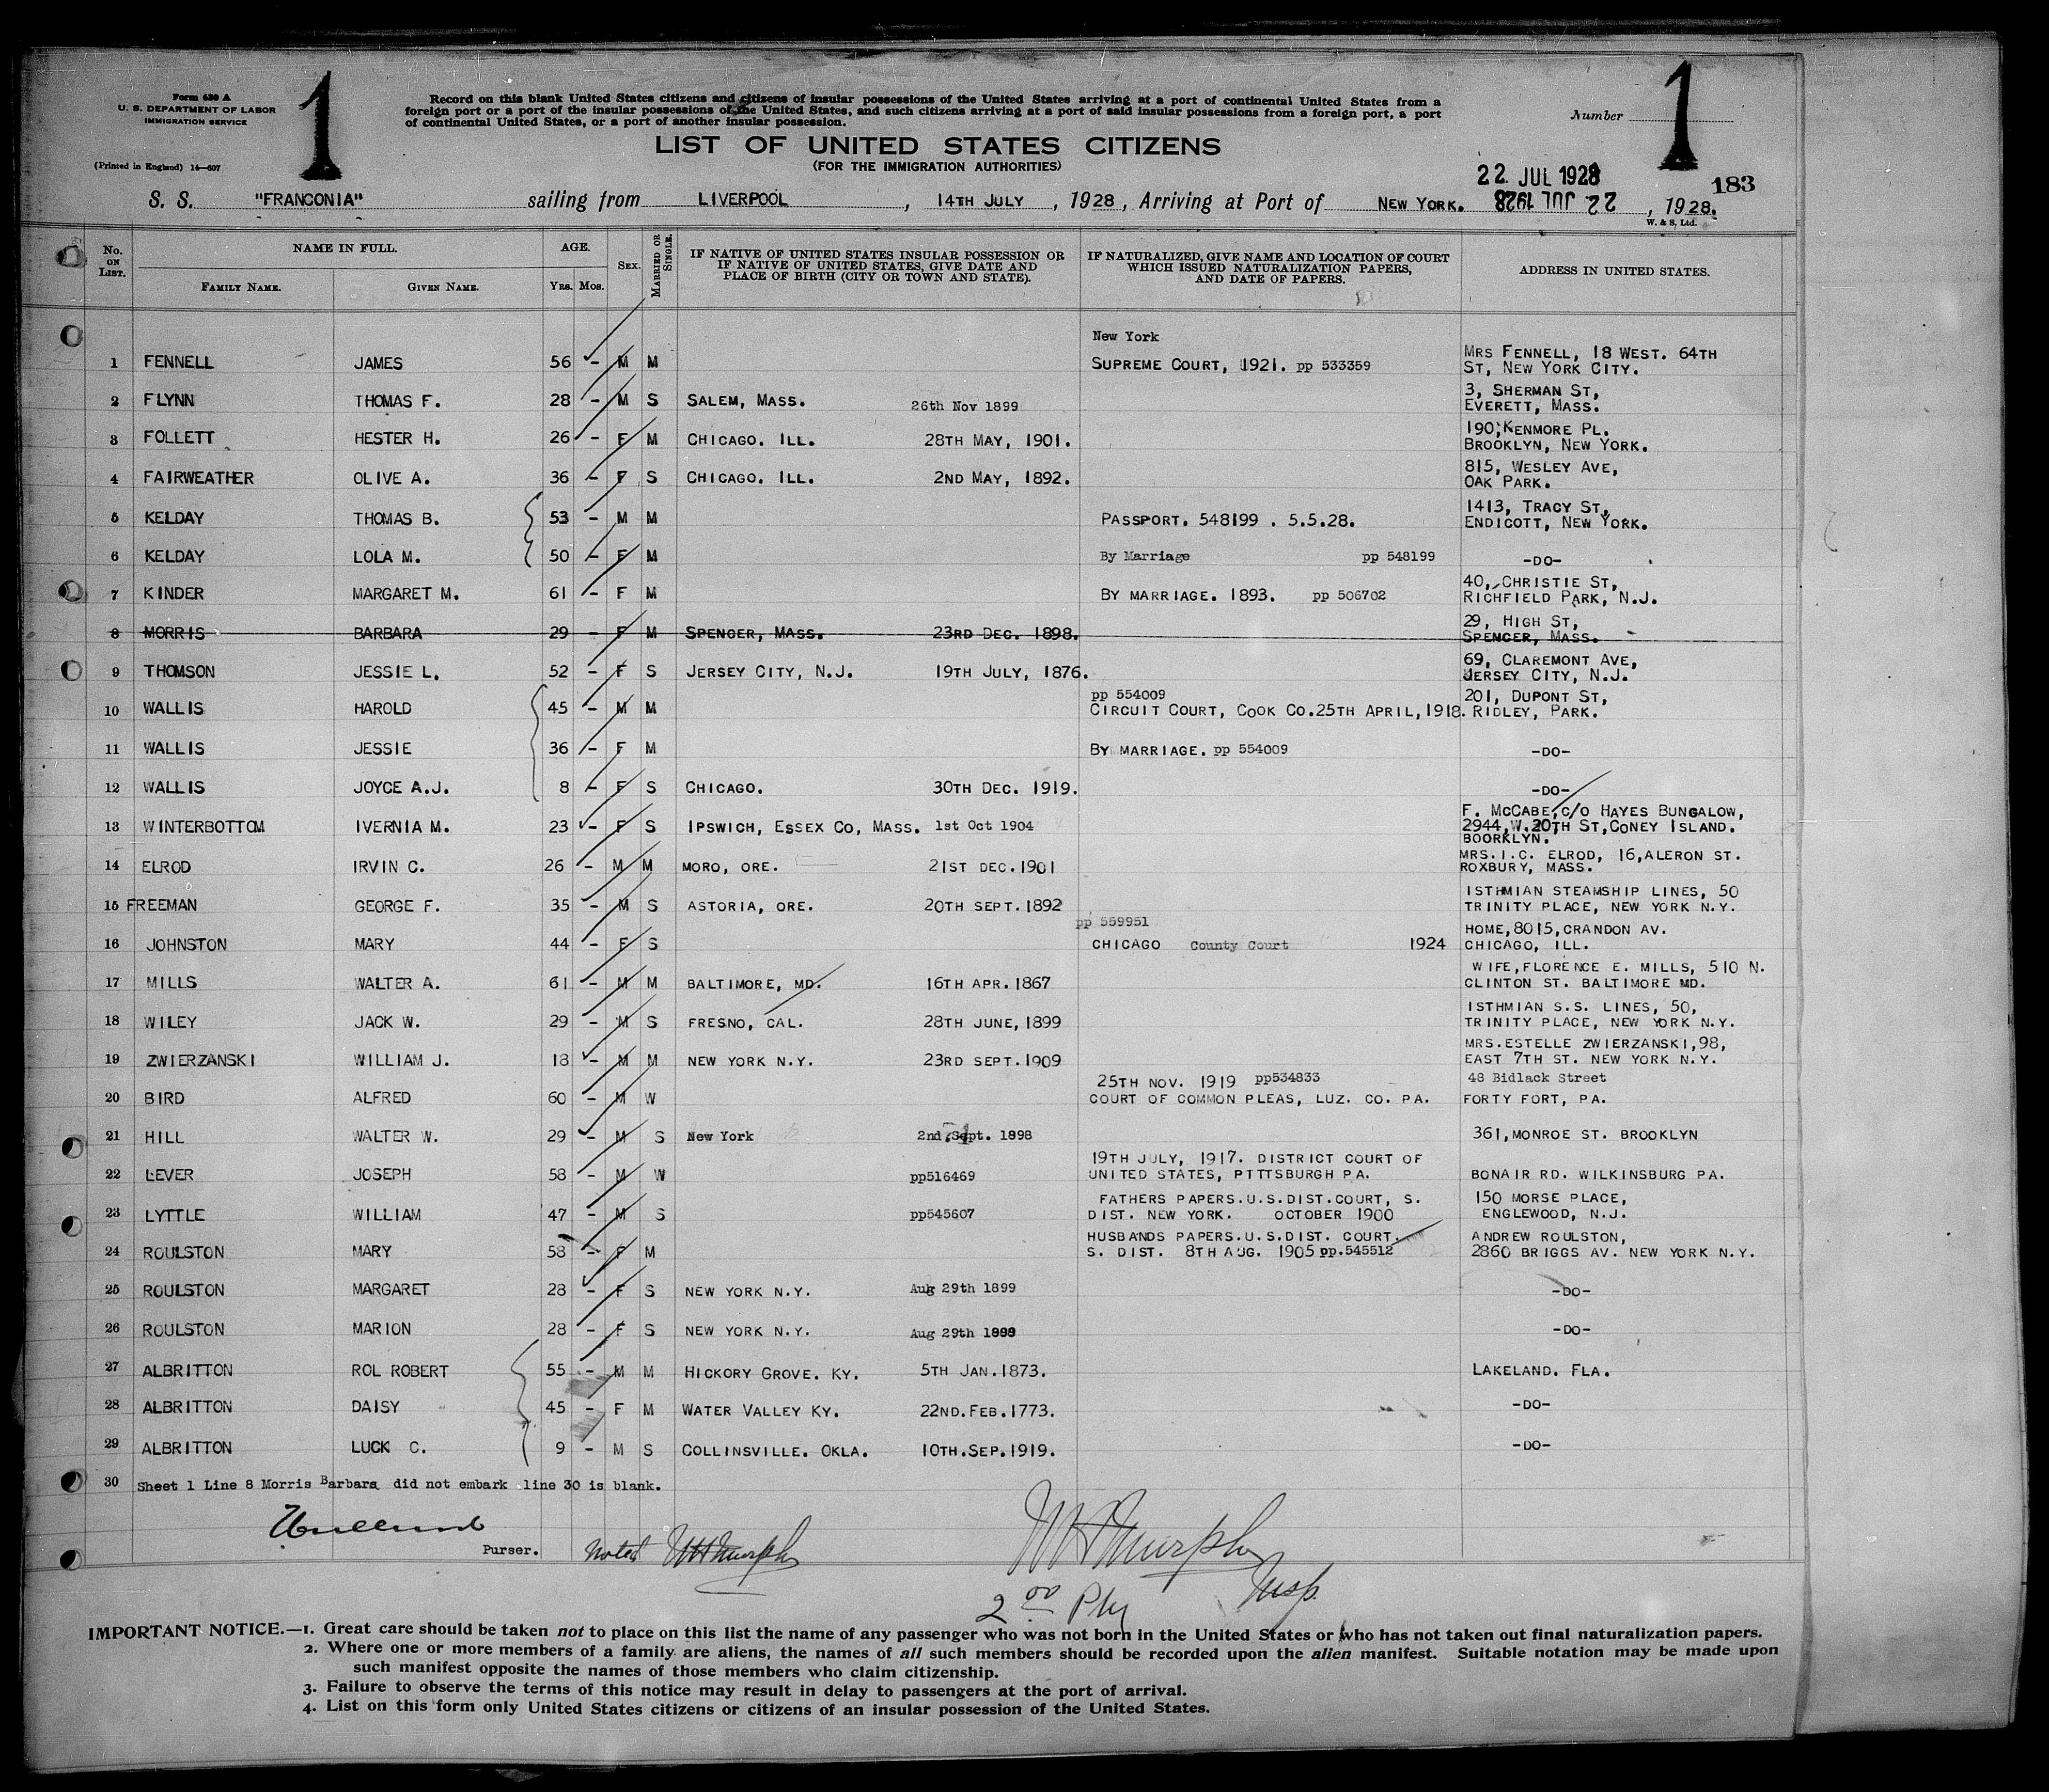 Form 630 A
U. S. DEPARTMENT OF LABOR
IMMIGRATION SERVICE
(Printed in England) 14—607
1
Record on this blank United States citizens and citizens of insular possessions of the United States arriving at a port of continental United States from a
foreign port or a port of the insular possessions of the United States, and such citizens arriving at a port of said insular possessions from a foreign port, a port
of continental United States, or a port of another insular possession.
LIST OF UNITED STATES CITIZENS
(FOR THE IMMIGRATION AUTHORITIES)
Number
1
22 JUL 1928
183
S. S. "FRANCONIA" sailing from LIVERPOOL, 14TH JULY, 1928, Arriving at Port of NEW YORK. 22 JUL 1928, 1928.
W. & S. Ltd.
No. ON LIST. NAME IN FULL. FAMILY NAME. GIVEN NAME. AGE. YRS. MOS. SEX. MARRIED OR SINGLE. IF NATIVE OF UNITED STATES INSULAR POSSESSION OR IF NATIVE OF UNITED STATES, GIVE DATE AND PLACE OF BIRTH (CITY OR TOWN AND STATE). IF NATURALIZED, GIVE NAME AND LOCATION OF COURT WHICH ISSUED NATURALIZATION PAPERS, AND DATE OF PAPERS. ADDRESS IN UNITED STATES.
New York
1 FENNELL JAMES 56 - M M SUPREME COURT, 1921. pp 533359 MRS FENNELL, 18 WEST. 64TH
ST, NEW YORK CITY.
2 FLYNN THOMAS F. 28 - M S SALEM, MASS. 26th Nov 1899 3, SHERMAN ST,
EVERETT, MASS.
3 FOLLETT HESTER H. 26 - F M CHICAGO. ILL. 28TH MAY, 1901. 190, KENMORE PL.
BROOKLYN, NEW YORK.
4 FAIRWEATHER OLIVE A. 36 - F S CHICAGO. ILL. 2ND MAY, 1892. 815, WESLEY AVE,
OAK PARK.
5 KELDAY THOMAS B. 53 - M M PASSPORT. 548199 . 5.5.28. 1413, TRACY ST,
ENDICOTT, NEW YORK.
6 KELDAY LOLA M. 50 - F M By Marriage pp 548199 -DO-
7 KINDER MARGARET M. 61 - F M BY MARRIAGE. 1893. pp 506702 40, CHRISTIE ST,
RICHFIELD PARK, N.J.
8 MORRIS BARBARA 29 - F M SPENCER, MASS. 23RD DEC. 1898. 29, HIGH ST,
SPENCER, MASS.
9 THOMSON JESSIE L. 52 - F S JERSEY CITY, N.J. 19TH JULY, 1876. 69, CLAREMONT AVE,
JERSEY CITY, N.J.
pp 554009 201, DUPONT ST,
10 WALLIS HAROLD 45 - M M CIRCUIT COURT, COOK CO.25TH APRIL,1918. RIDLEY, PARK.
11 WALLIS JESSIE 36 - F M BY MARRIAGE. pp 554009 -DO-
12 WALLIS JOYCE A.J. 8 - F S CHICAGO. 30TH DEC. 1919. -DO-
13 WINTERBOTTOM IVERNIA M. 23 - F S IPSWICH, ESSEX CO, MASS. 1st Oct 1904 F. MCCABE, C/O HAYES BUNGALOW,
2944,W.20TH ST,CONEY ISLAND.
BOORKLYN.
14 ELROD IRVIN C. 26 - M M MORO, ORE. 21ST DEC.1901 MRS.I.C. ELROD, 16,ALERON ST.
ROXBURY, MASS.
15 FREEMAN GEORGE F. 35 - M S ASTORIA, ORE. 20TH SEPT.1892 ISTHMIAN STEAMSHIP LINES, 50
TRINITY PLACE, NEW YORK N.Y.
pp 559951 HOME,8015,CRANDON AV.
16 JOHNSTON MARY 44 - F S CHICAGO County Court 1924 CHICAGO, ILL.
17 MILLS WALTER A. 61 - M M BALTIMORE, MD. 16TH APR.1867 WIFE,FLORENCE E. MILLS, 510 N.
CLINTON ST. BALTIMORE MD.
18 WILEY JACK W. 29 - M S FRESNO, CAL. 28TH JUNE,1899 ISTHMIAN S.S. LINES, 50,
TRINITY PLACE, NEW YORK N.Y.
19 ZWIERZANSKI WILLIAM J. 18 - M M NEW YORK N.Y. 23RD SEPT.1909 MRS.ESTELLE ZWIERZANSKI,98,
EAST 7TH ST. NEW YORK N.Y.
25TH NOV. 1919 pp534833 48 Bidlack Street
20 BIRD ALFRED 60 - M W COURT OF COMMON PLEAS, LUZ. CO. PA. FORTY FORT, PA.
21 HILL WALTER W. 29 - M S New York 2nd Sept. 1898 361,MONROE ST. BROOKLYN
19TH JULY, 1917. DISTRICT COURT OF
22 LEVER JOSEPH 58 - M W pp516469 UNITED STATES, PITTSBURGH PA. BONAIR RD. WILKINSBURG PA.
FATHERS PAPERS.U.S.DIST.COURT, S. 150 MORSE PLACE,
23 LYTTLE WILLIAM 47 - M S pp545607 DIST. NEW YORK. OCTOBER 1900 ENGLEWOOD, N.J.
HUSBANDS PAPERS.U.S.DIST. COURT. ANDREW ROULSTON,
24 ROULSTON MARY 58 - F M S. DIST. 8TH AUG. 1905 pp.545512 2860 BRIGGS AV. NEW YORK N.Y.
25 ROULSTON MARGARET 28 - F S NEW YORK N.Y. Aug 29th 1899 -DO-
26 ROULSTON MARION 28 - F S NEW YORK N.Y. Aug 29th 1899 -DO-
27 ALBRITTON ROL ROBERT 55 - M M HICKORY GROVE. KY. 5TH JAN.1873. LAKELAND. FLA.
28 ALBRITTON DAISY 45 - F M WATER VALLEY KY. 22ND.FEB.1773. -DO-
29 ALBRITTON LUCK C. 9 - M S COLLINSVILLE. OKLA. 10TH.SEP.1919. -DO-
30 Sheet 1 Line 8 Morris Barbara did not embark line 30 is blank.
Purser. noted WH Murphy WH Murphy
Insp.
2 00
IMPORTANT NOTICE.—1. Great care should be taken not to place on this list the name of any passenger who was not born in the United States or who has not taken out final naturalization papers.
2. Where one or more members of a family are aliens, the names of all such members should be recorded upon the alien manifest. Suitable notation may be made upon
such manifest opposite the names of those members who claim citizenship.
3. Failure to observe the terms of this notice may result in delay to passengers at the port of arrival.
4. List on this form only United States citizens or citizens of an insular possession of the United States.